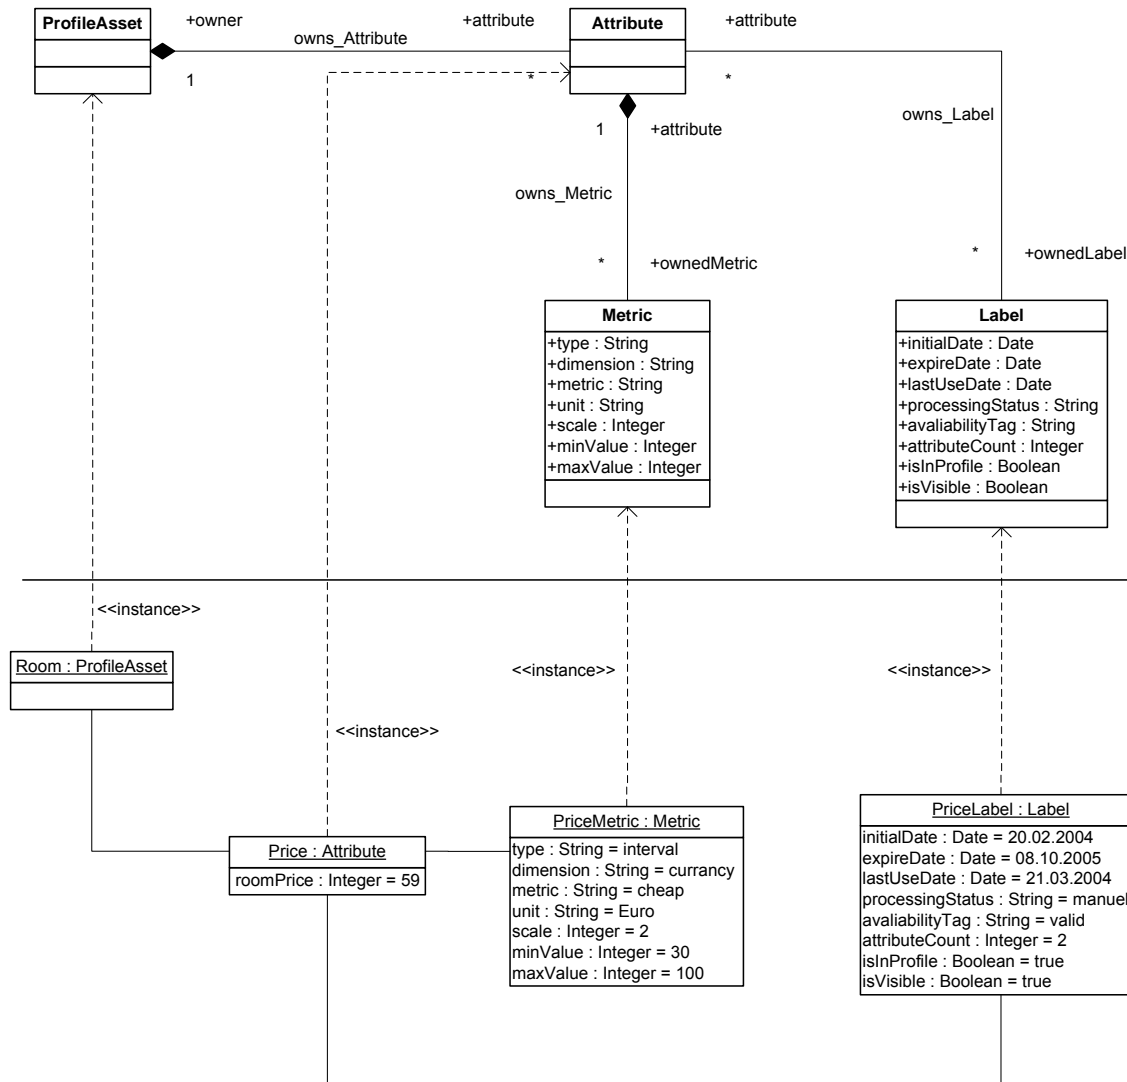 ProfileAsset
+owner
owns_Attribute
+attribute
1
*
Attribute
+attribute
*
owns_Label
1
+attribute
owns_Metric
*
+ownedMetric
*
+ownedLabel
Metric
+type : String
+dimension : String
+metric : String
+unit : String
+scale : Integer
+minValue : Integer
+maxValue : Integer
Label
+initialDate : Date
+expireDate : Date
+lastUseDate : Date
+processingStatus : String
+avaliabilityTag : String
+attributeCount : Integer
+isInProfile : Boolean
+isVisible : Boolean
<<instance>>
<<instance>>
<<instance>>
<<instance>>
Room : ProfileAsset
Price : Attribute
roomPrice : Integer = 59
PriceMetric : Metric
type : String = interval
dimension : String = currancy
metric : String = cheap
unit : String = Euro
scale : Integer = 2
minValue : Integer = 30
maxValue : Integer = 100
PriceLabel : Label
initialDate : Date = 20.02.2004
expireDate : Date = 08.10.2005
lastUseDate : Date = 21.03.2004
processingStatus : String = manuel
avaliabilityTag : String = valid
attributeCount : Integer = 2
isInProfile : Boolean = true
isVisible : Boolean = true